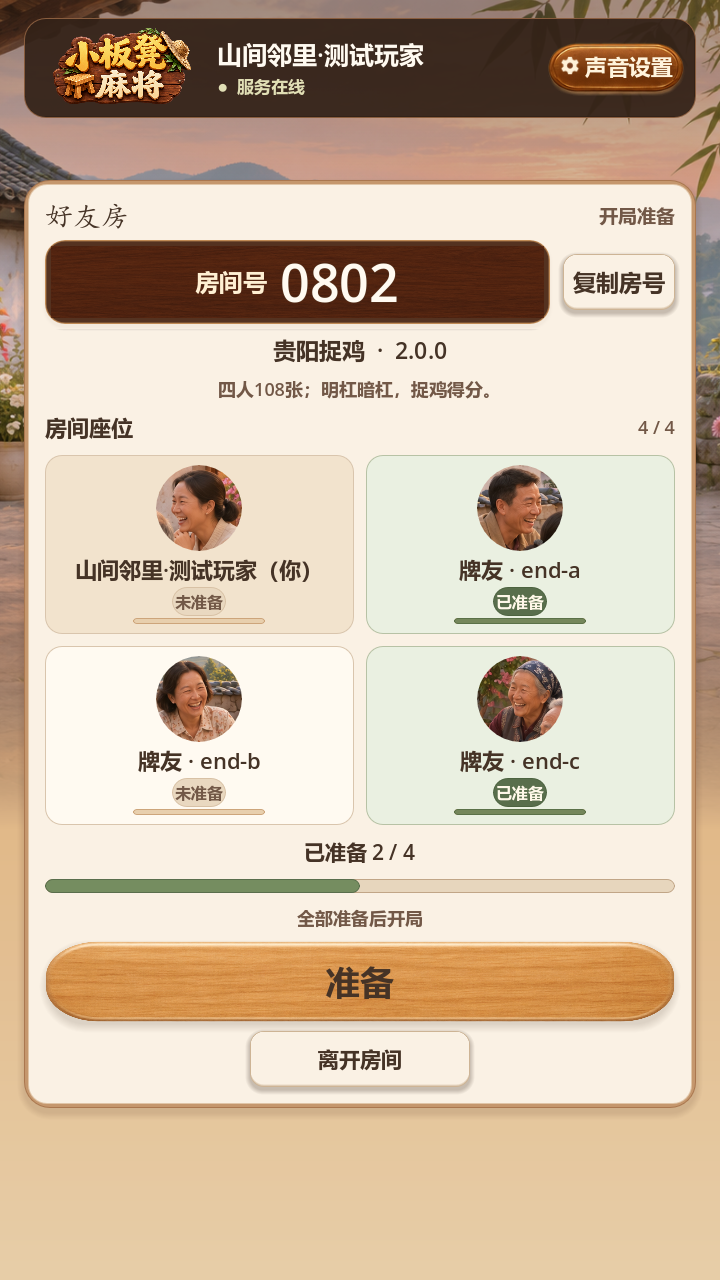 小板凳
麻将
山间邻里·测试玩家
• 服务在线
声音设置
好友房
开局准备
房间号 0802
复制房号
贵阳捉鸡 · 2.0.0
四人108张；明杠暗杠，捉鸡得分。
房间座位
4 / 4
山间邻里·测试玩家（你）
未准备
牌友 · end-a
已准备
牌友 · end-b
未准备
牌友 · end-c
已准备
已准备 2 / 4
全部准备后开局
准备
离开房间